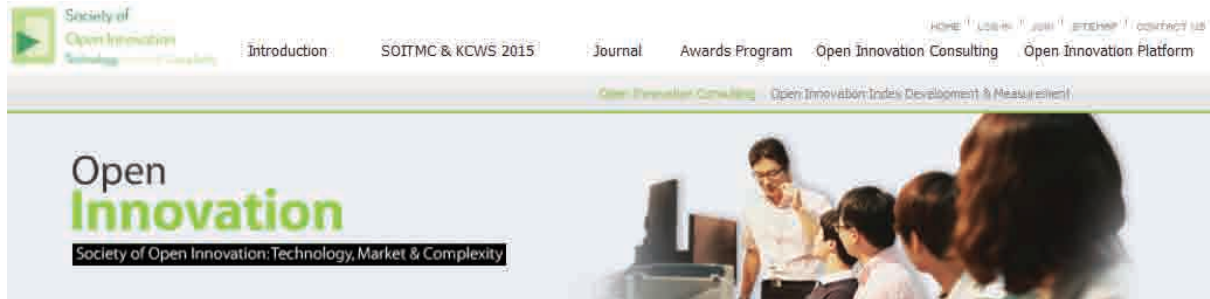 Society of
Open Innovation
Technology
HOME LOG-IN JOIN SITEMAP CONTACT US
Introduction SOITMC & KCWS 2015 Journal Awards Program Open Innovation Consulting Open Innovation Platform
Open Innovation Consulting Open Innovation Index Development & Measurement
Open
Innovation
Society of Open Innovation: Technology, Market & Complexity